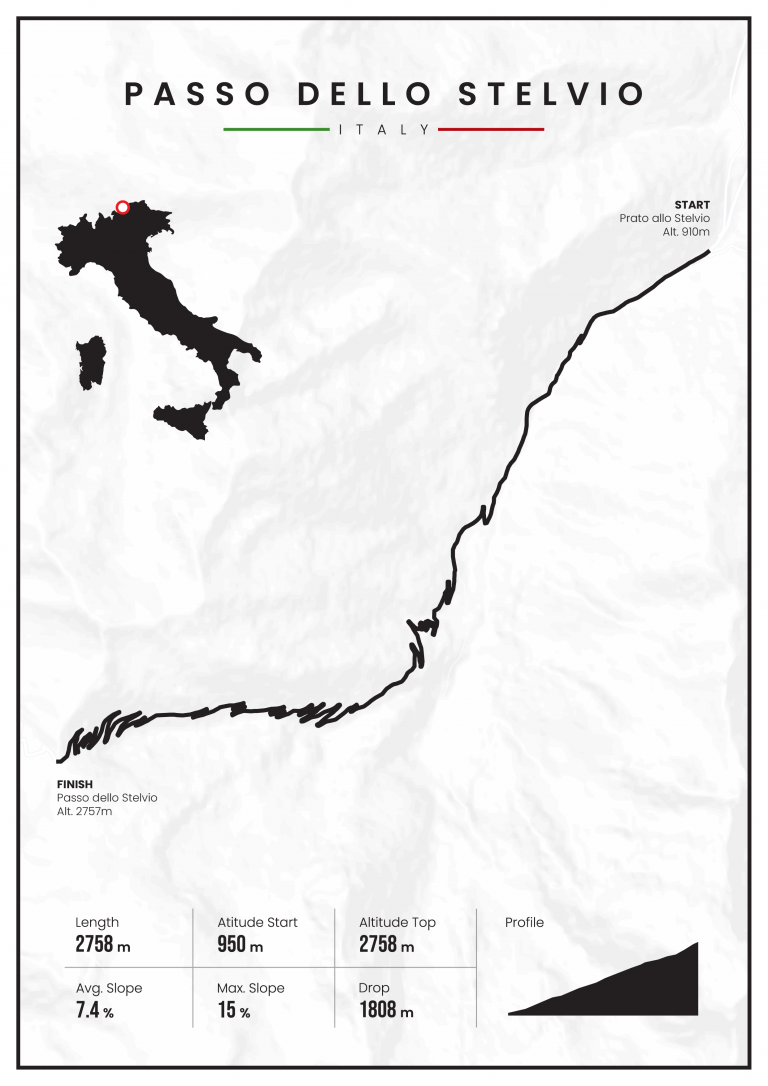 PASSO DELLO STELVIO
ITALY
START
Prato allo Stelvio
Alt. 910m
FINISH
Passo dello Stelvio
Alt. 2757m
Length
2758 m
Atitude Start
950 m
Altitude Top
2758 m
Profile
Avg. Slope
7.4 %
Max. Slope
15 %
Drop
1808 m